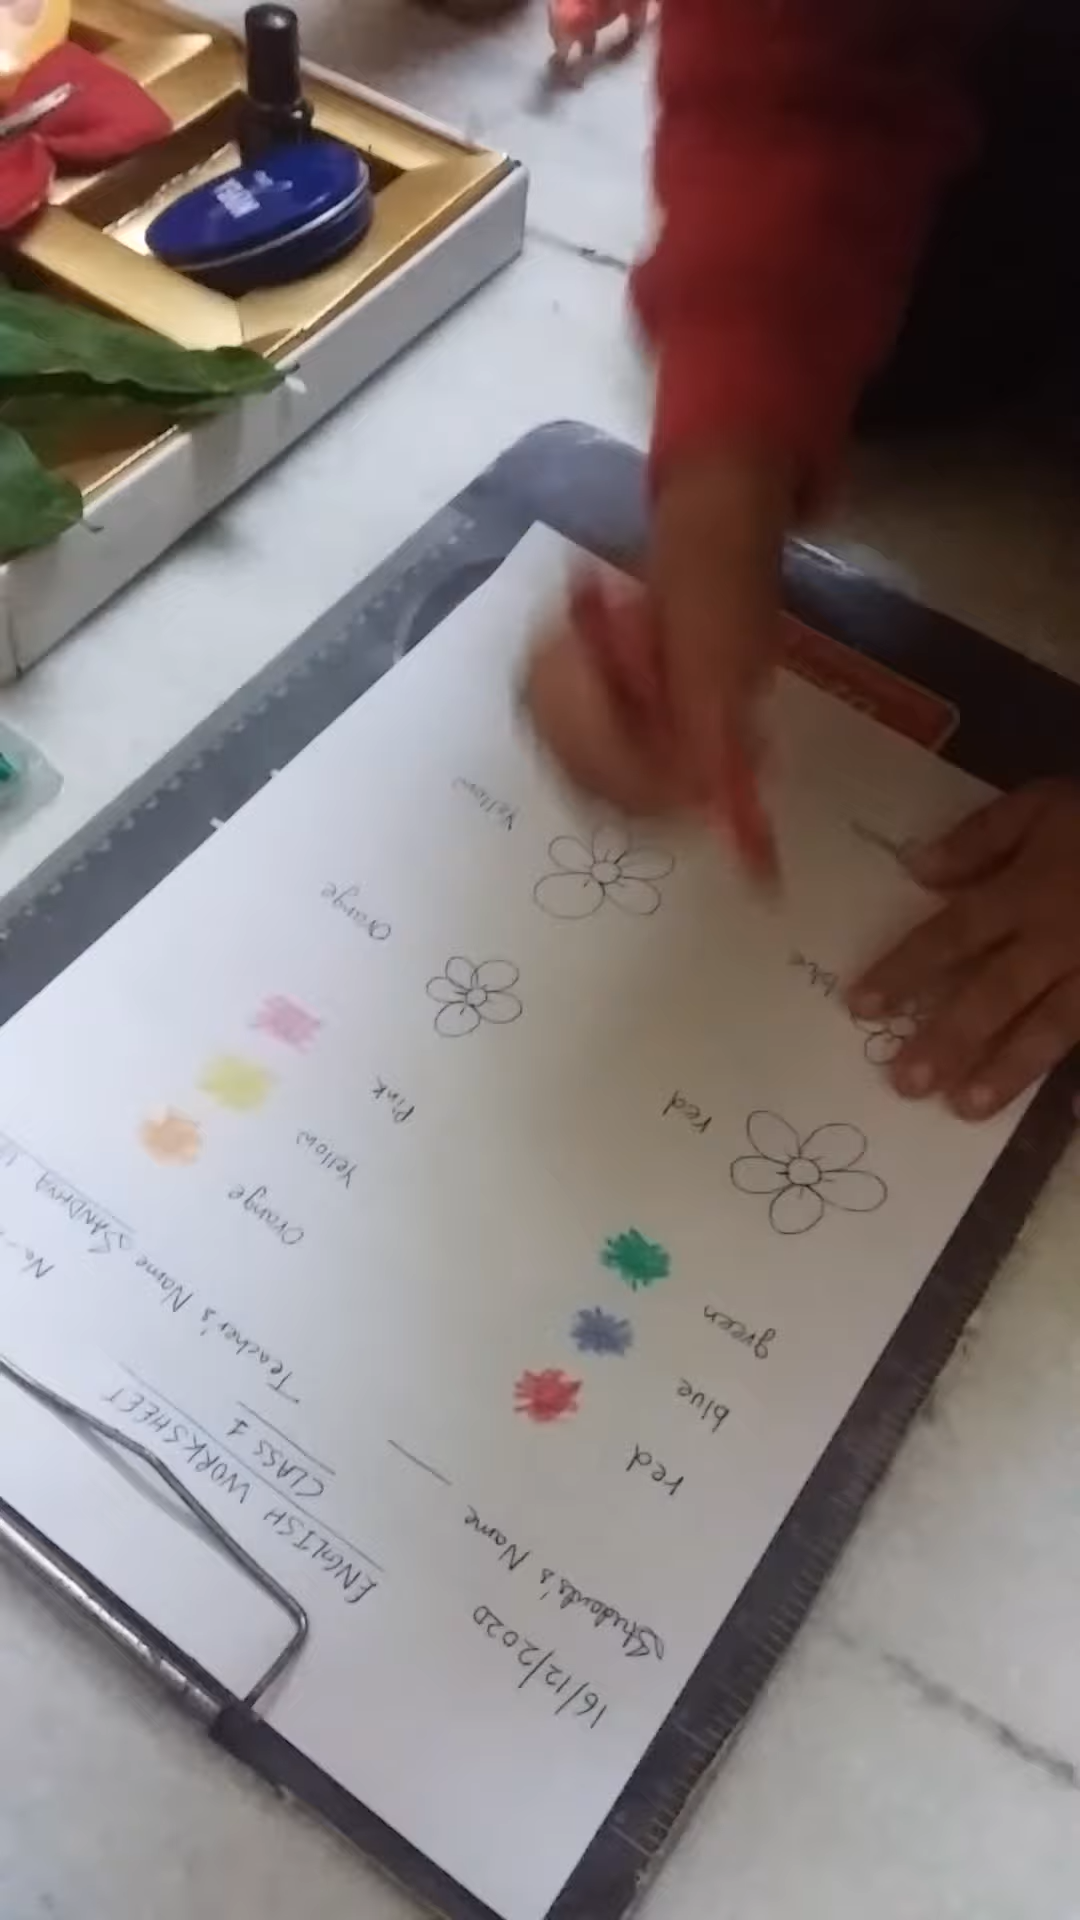 16/12/2020
ENGLISH WORKSHEET
CLASS 1
Student's Name
Teacher's Name SANDHYA
red
Orange
blue
Yellow
green
Pink
red
Orange
blue
Yellow